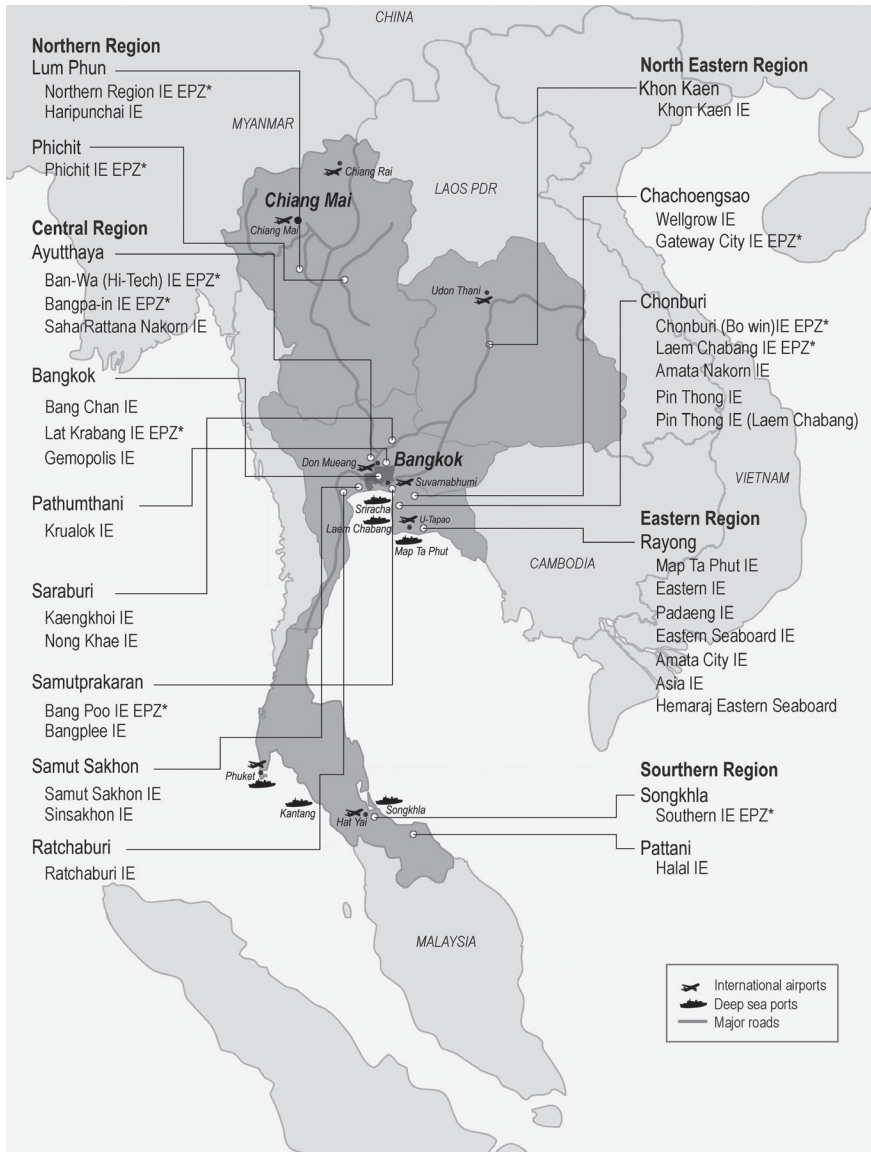 CHINA
Northern Region
Lum Phun
Northern Region IE EPZ*
Haripunchai IE
Phichit
Phichit IE EPZ*
Central Region
Ayutthaya
Ban-Wa (Hi-Tech) IE EPZ*
Bangpa-in IE EPZ*
SahaRattana Nakorn IE
Bangkok
Bang Chan IE
Lat Krabang IE EPZ*
Gemopolis IE
Pathumthani
Krualok IE
Saraburi
Kaengkhoi IE
Nong Khae IE
Samutprakaran
Bang Poo IE EPZ*
Bangplee IE
Samut Sakhon
Samut Sakhon IE
Sinsakhon IE
Ratchaburi
Ratchaburi IE
MYANMAR
LAOS PDR
Chiang Rai
Chiang Mai
Chiang Mai
Udon Thani
Don Mueang
Bangkok
Suvarnabhumi
Sriracha
Laem Chabang
U-Tapao
Map Ta Phut
CAMBODIA
VIETNAM
Phuket
Kantang
Songkhla
Hat Yai
MALAYSIA
North Eastern Region
Khon Kaen
Khon Kaen IE
Chachoengsao
Wellgrow IE
Gateway City IE EPZ*
Chonburi
Chonburi (Bo win)IE EPZ*
Laem Chabang IE EPZ*
Amata Nakorn IE
Pin Thong IE
Pin Thong IE (Laem Chabang)
Eastern Region
Rayong
Map Ta Phut IE
Eastern IE
Padaeng IE
Eastern Seaboard IE
Amata City IE
Asia IE
Hemaraj Eastern Seaboard
Sourthern Region
Songkhla
Southern IE EPZ*
Pattani
Halal IE
International airports
Deep sea ports
Major roads